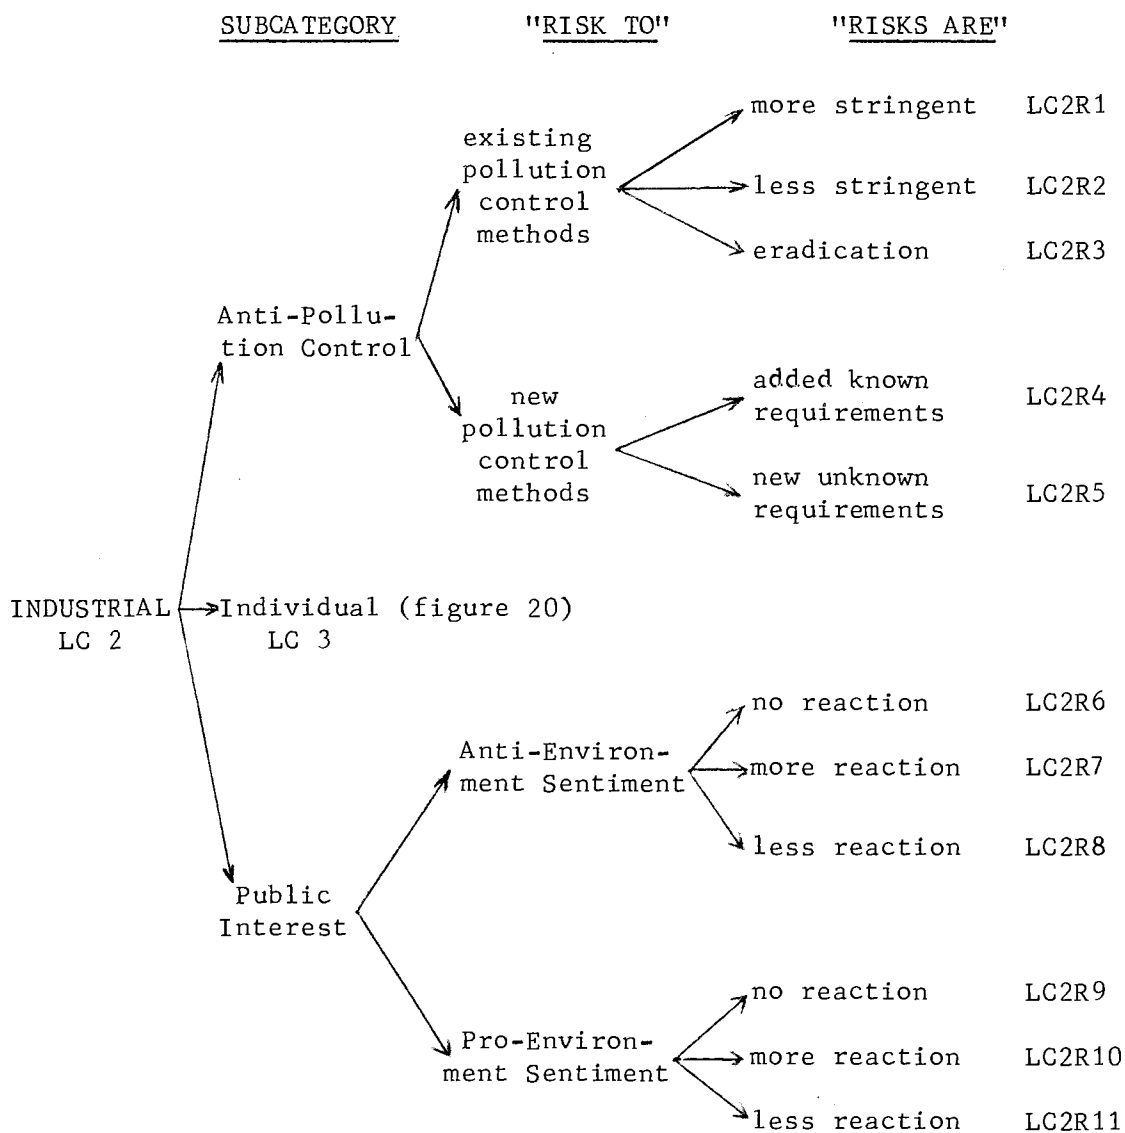 SUBCATEGORY "RISK TO" "RISKS ARE"
more stringent LC2R1
existing
pollution
control
methods
less stringent LC2R2
eradication LC2R3
Anti-Pollu-
tion Control
new
pollution
control
methods
added known
requirements
LC2R4
new unknown
requirements
LC2R5
INDUSTRIAL
LC 2
Individual (figure 20)
LC 3
no reaction LC2R6
Anti-Environ-
ment Sentiment
more reaction LC2R7
less reaction LC2R8
Public
Interest
no reaction LC2R9
Pro-Environ-
ment Sentiment
more reaction LC2R10
less reaction LC2R11